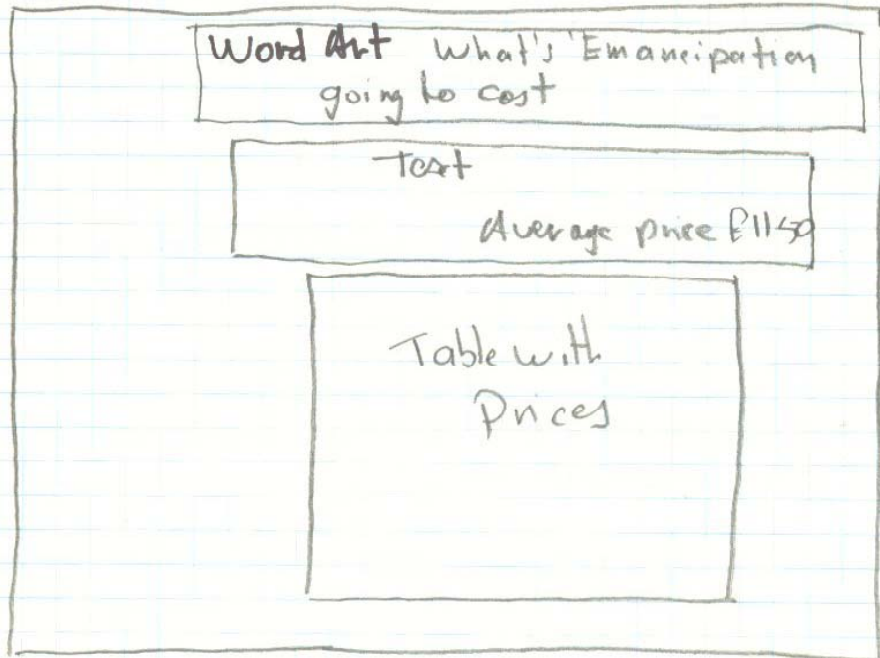 Word Art What's 'Emancipation
going to cost
Text
Average price £1150
Table with
Prices